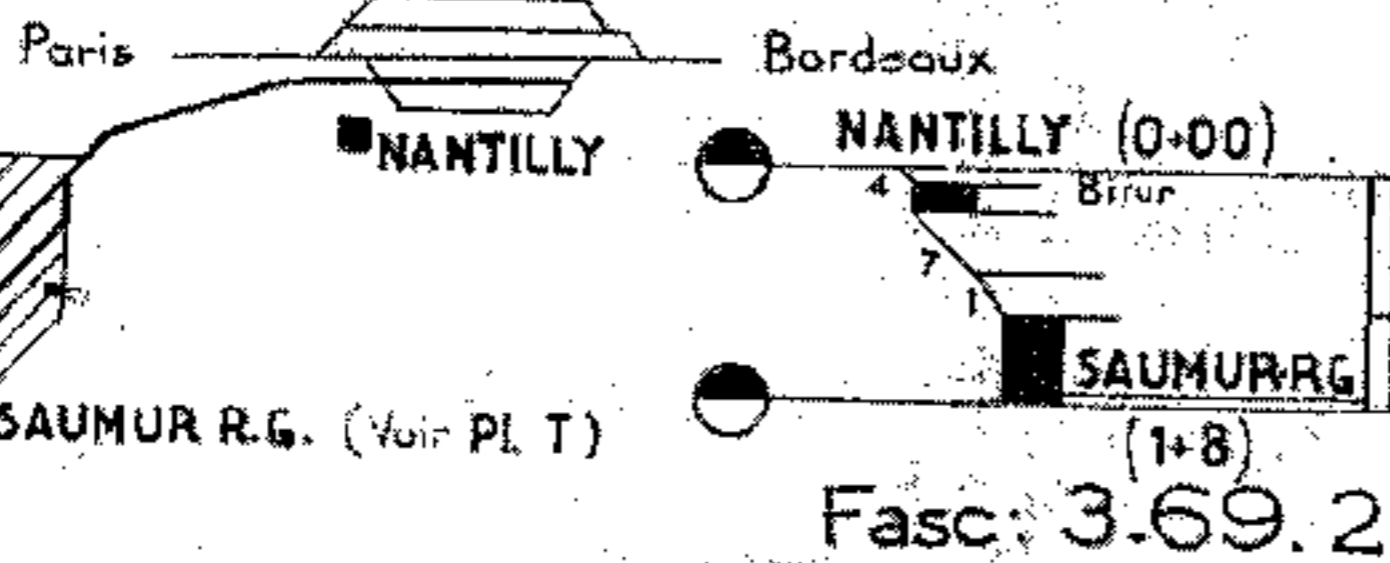 Paris
Bordeaux
NANTILLY
NANTILLY (0+00)
4
Bifur
7
1
SAUMUR-RG
SAUMUR R.G. (Voir Pl. T)
(1+8)
Fasc: 3.69.2